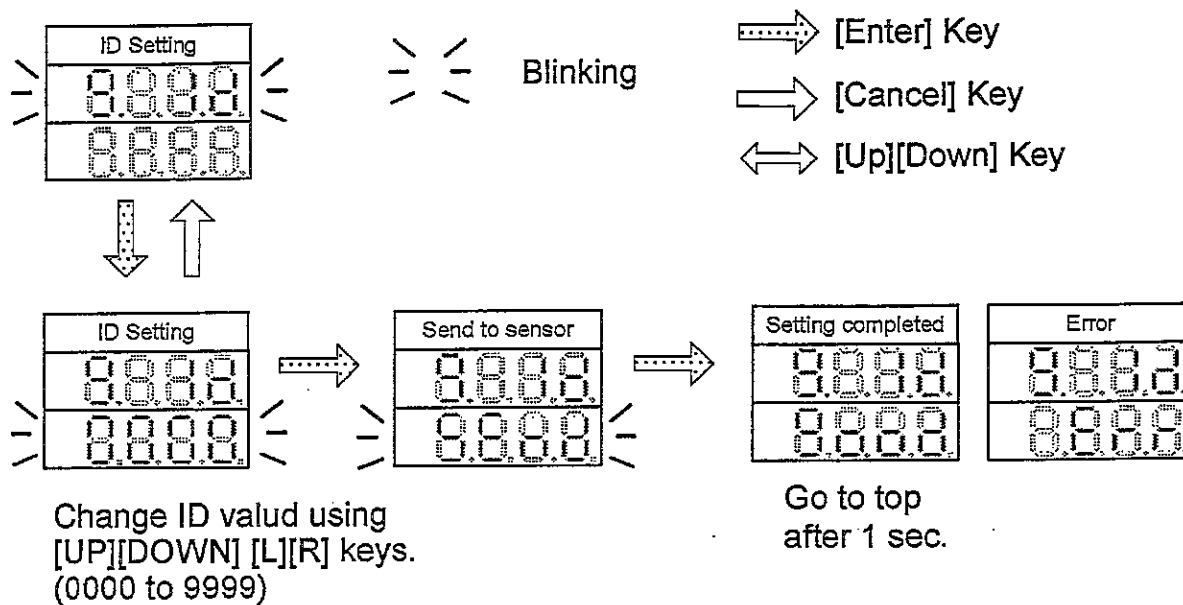 ID Setting
Blinking
[Enter] Key
[Cancel] Key
[Up][Down] Key
ID Setting
Send to sensor
Setting completed
Error
Change ID valud using
[UP][DOWN] [L][R] keys.
(0000 to 9999)
Go to top
after 1 sec.